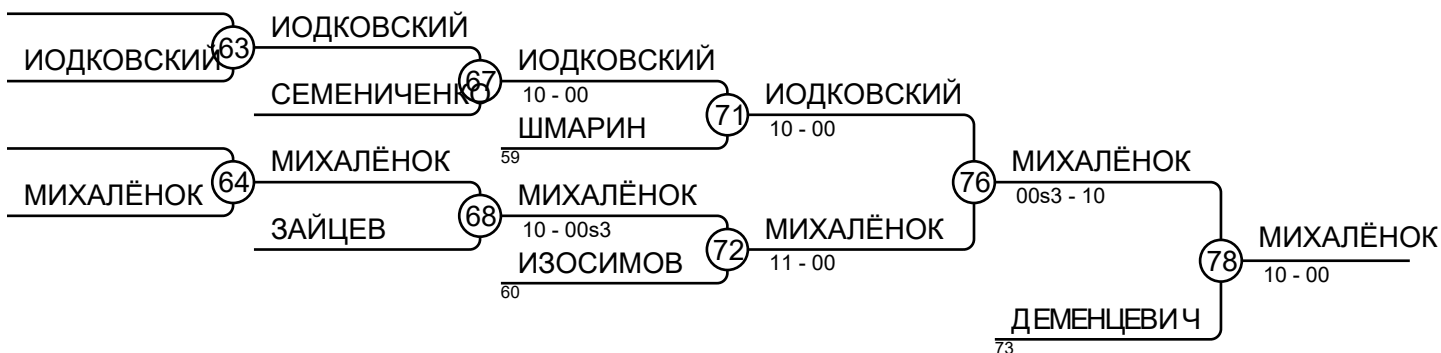 ИОДКОВСКИЙ
63
ИОДКОВСКИЙ
ИОДКОВСКИЙ
67
СЕМЕНИЧЕНКО
10 - 00
ИОДКОВСКИЙ
71
ШМАРИН
10 - 00
59
МИХАЛЁНОК
МИХАЛЁНОК
64
МИХАЛЁНОК
76
МИХАЛЁНОК
00s3 - 10
68
ЗАЙЦЕВ
10 - 00s3
МИХАЛЁНОК
72
МИХАЛЁНОК
ИЗОСИМОВ
11 - 00
78
10 - 00
60
ДЕМЕНЦЕВИЧ
73